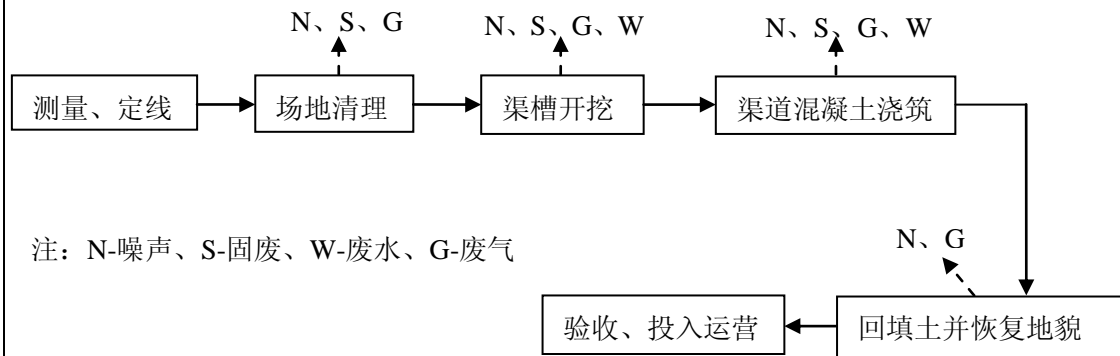 N、S、G
N、S、G、W
N、S、G、W
测量、定线
场地清理
渠槽开挖
渠道混凝土浇筑
注：N-噪声、S-固废、W-废水、G-废气
N、G
验收、投入运营
回填土并恢复地貌